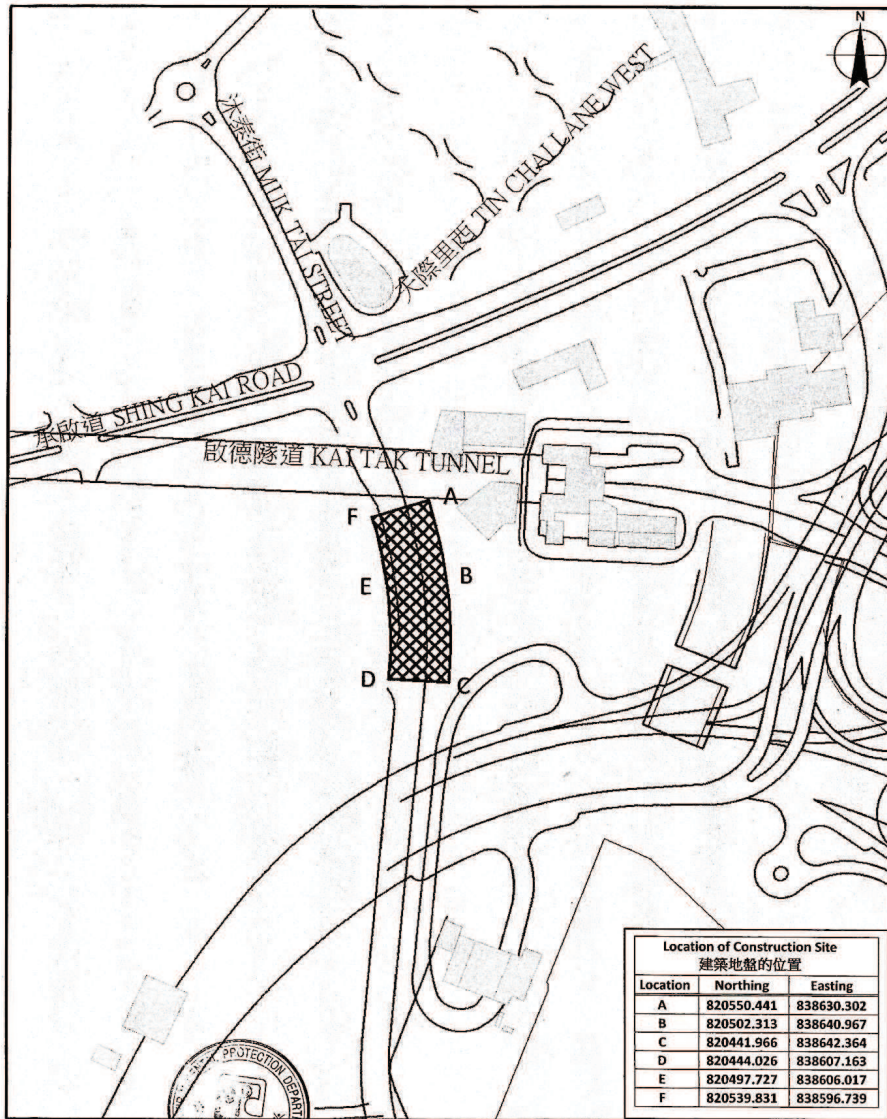 N
沐泰街 MUK TAI STREET
天際里西 TIN CHAI LANE WEST
承啟道 SHING KAI ROAD
啟德隧道 KAI TAK TUNNEL
A
F
E
B
D
C
Location of Construction Site
建築地盤的位置
Location Northing Easting
A 820550.441 838630.302
B 820502.313 838640.967
C 820441.966 838642.364
D 820444.026 838607.163
E 820497.727 838606.017
F 820539.831 838596.739
PROTECTION